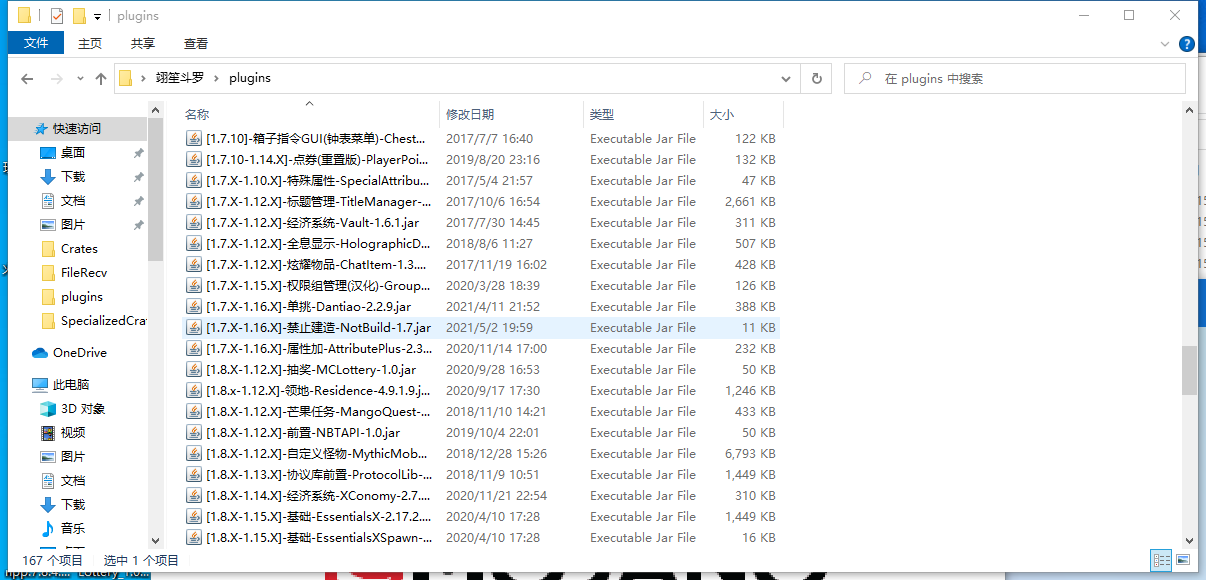 plugins
文件 主页 共享 查看
翊笙斗罗 plugins 在 plugins 中搜索
名称 修改日期 类型 大小
快速访问
桌面
下载
文档
图片
Crates
FileRecv
plugins
SpecializedCra
OneDrive
此电脑
3D 对象
视频
图片
文档
下载
音乐
[1.7.10]-箱子指令GUI(钟表菜单)-Chest... 2017/7/7 16:40 Executable Jar File 122 KB
[1.7.10-1.14.X]-点券(重置版)-PlayerPoi... 2019/8/20 23:16 Executable Jar File 132 KB
[1.7.X-1.10.X]-特殊属性-SpecialAttribu... 2017/5/4 21:57 Executable Jar File 47 KB
[1.7.X-1.12.X]-标题管理-TitleManager-... 2017/10/6 16:54 Executable Jar File 2,661 KB
[1.7.X-1.12.X]-经济系统-Vault-1.6.1.jar 2017/7/30 14:45 Executable Jar File 311 KB
[1.7.X-1.12.X]-全息显示-HolographicD... 2018/8/6 11:27 Executable Jar File 507 KB
[1.7.X-1.12.X]-炫耀物品-ChatItem-1.3.... 2017/11/19 16:02 Executable Jar File 428 KB
[1.7.X-1.15.X]-权限组管理(汉化)-Group... 2020/3/28 18:39 Executable Jar File 126 KB
[1.7.X-1.16.X]-单挑-Dantiao-2.2.9.jar 2021/4/11 21:52 Executable Jar File 388 KB
[1.7.X-1.16.X]-禁止建造-NotBuild-1.7.jar 2021/5/2 19:59 Executable Jar File 11 KB
[1.7.X-1.16.X]-属性加-AttributePlus-2.3... 2020/11/14 17:00 Executable Jar File 232 KB
[1.8.X-1.12.X]-抽奖-MCLottery-1.0.jar 2020/9/28 16:53 Executable Jar File 50 KB
[1.8.x-1.12.X]-领地-Residence-4.9.1.9.j... 2020/9/17 17:30 Executable Jar File 1,246 KB
[1.8.X-1.12.X]-芒果任务-MangoQuest-... 2018/11/10 14:21 Executable Jar File 433 KB
[1.8.X-1.12.X]-前置-NBTAPI-1.0.jar 2019/10/4 22:01 Executable Jar File 50 KB
[1.8.X-1.12.X]-自定义怪物-MythicMob... 2018/12/28 15:26 Executable Jar File 6,793 KB
[1.8.X-1.13.X]-协议库前置-ProtocolLib-... 2018/11/9 10:51 Executable Jar File 1,449 KB
[1.8.X-1.14.X]-经济系统-XConomy-2.7.... 2020/11/21 22:54 Executable Jar File 310 KB
[1.8.X-1.15.X]-基础-EssentialsX-2.17.2.... 2020/4/10 17:28 Executable Jar File 1,449 KB
[1.8.X-1.15.X]-基础-EssentialsXSpawn-... 2020/4/10 17:28 Executable Jar File 16 KB
167 个项目 选中 1 个项目